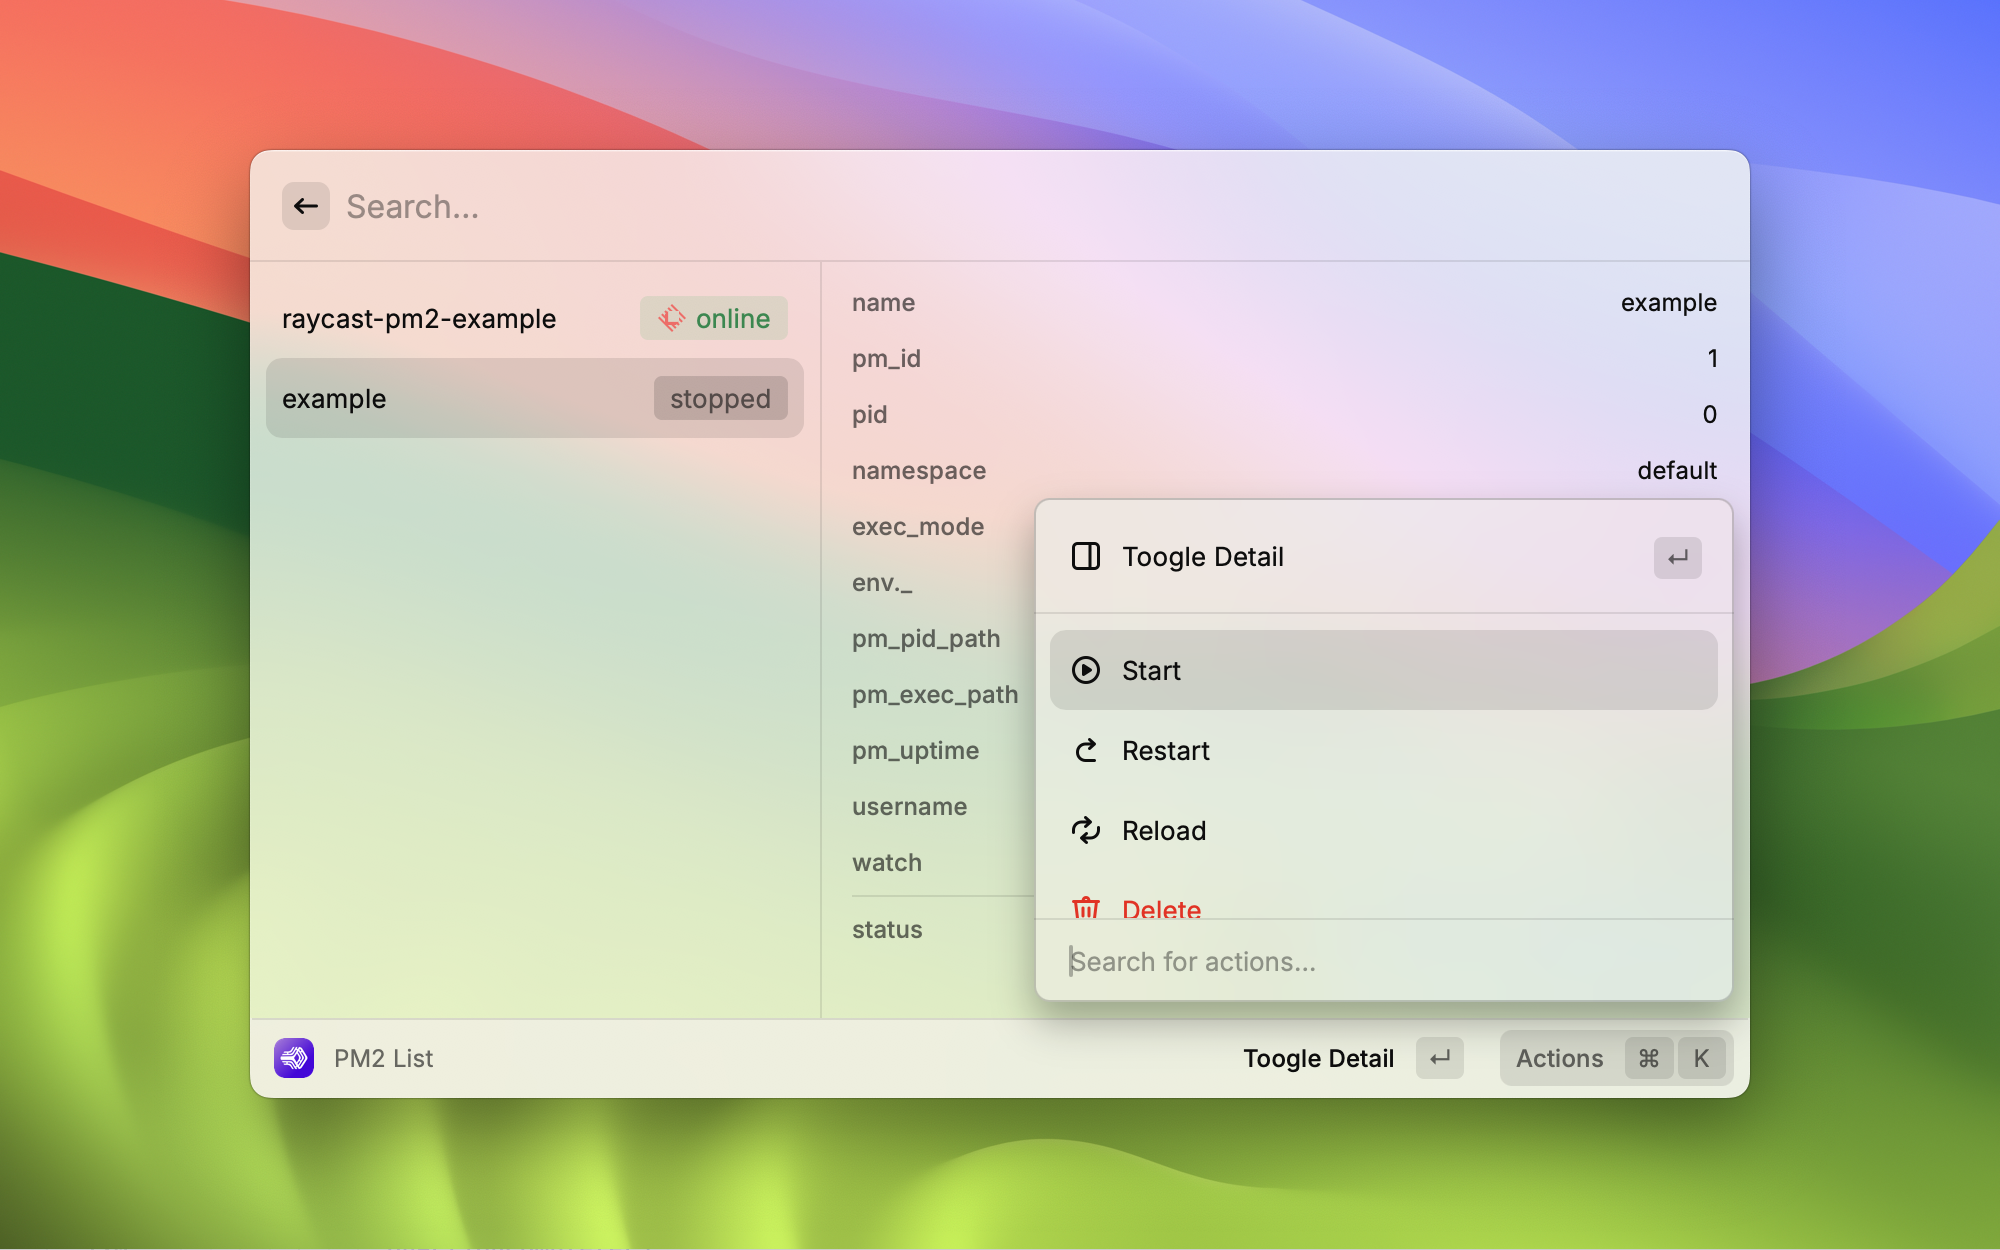 Search...
raycast-pm2-example
online
example
stopped
name
example
pm_id
1
pid
0
namespace
default
exec_mode
env._
pm_pid_path
pm_exec_path
pm_uptime
username
watch
status
Toogle Detail
Start
Restart
Reload
Delete
Search for actions...
PM2 List
Toogle Detail
Actions ⌘ K